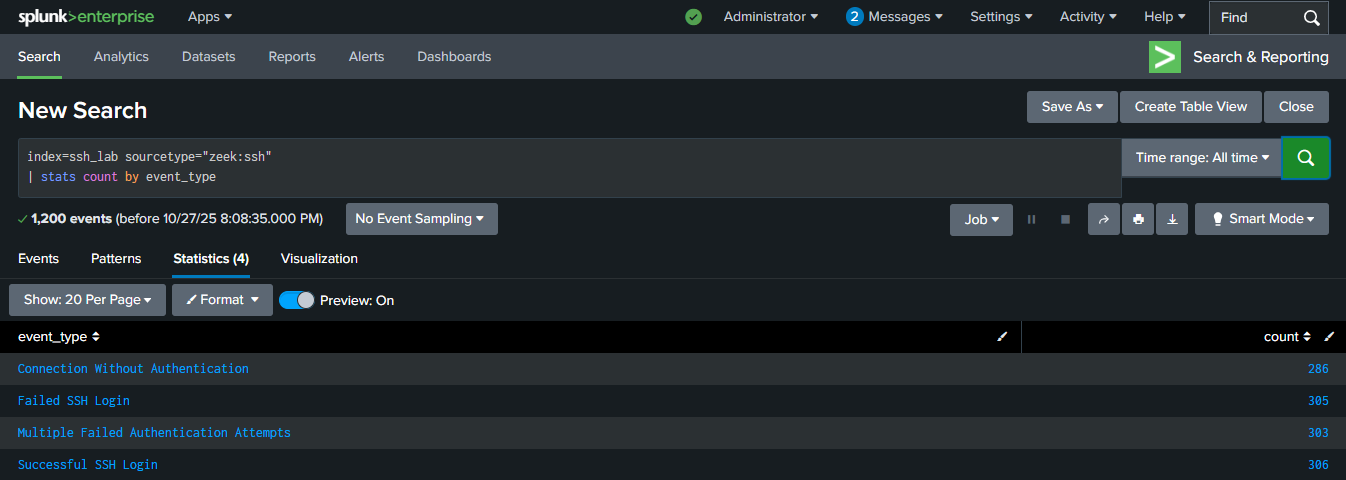 splunk>enterprise Apps Administrator 2 Messages Settings Activity Help Find
Search Analytics Datasets Reports Alerts Dashboards > Search & Reporting
New Search Save As Create Table View Close
index=ssh_lab sourcetype="zeek:ssh"
| stats count by event_type
Time range: All time
1,200 events (before 10/27/25 8:08:35.000 PM) No Event Sampling Job Smart Mode
Events Patterns Statistics (4) Visualization
Show: 20 Per Page Format Preview: On
event_type count
Connection Without Authentication 286
Failed SSH Login 305
Multiple Failed Authentication Attempts 303
Successful SSH Login 306